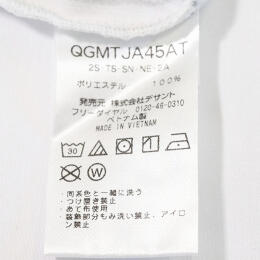 QGMTJA45AT
2S-TS-SN-NE-2A
ポリエステル 100%
発売元 株式会社デサント
フリーダイヤル 0120-46-0310
ベトナム製
MADE IN VIETNAM
30
W
・同系色と一緒に洗う
・つけ置き禁止
・あて布使用
・装飾部分もみ洗い禁止、アイロ
ン禁止